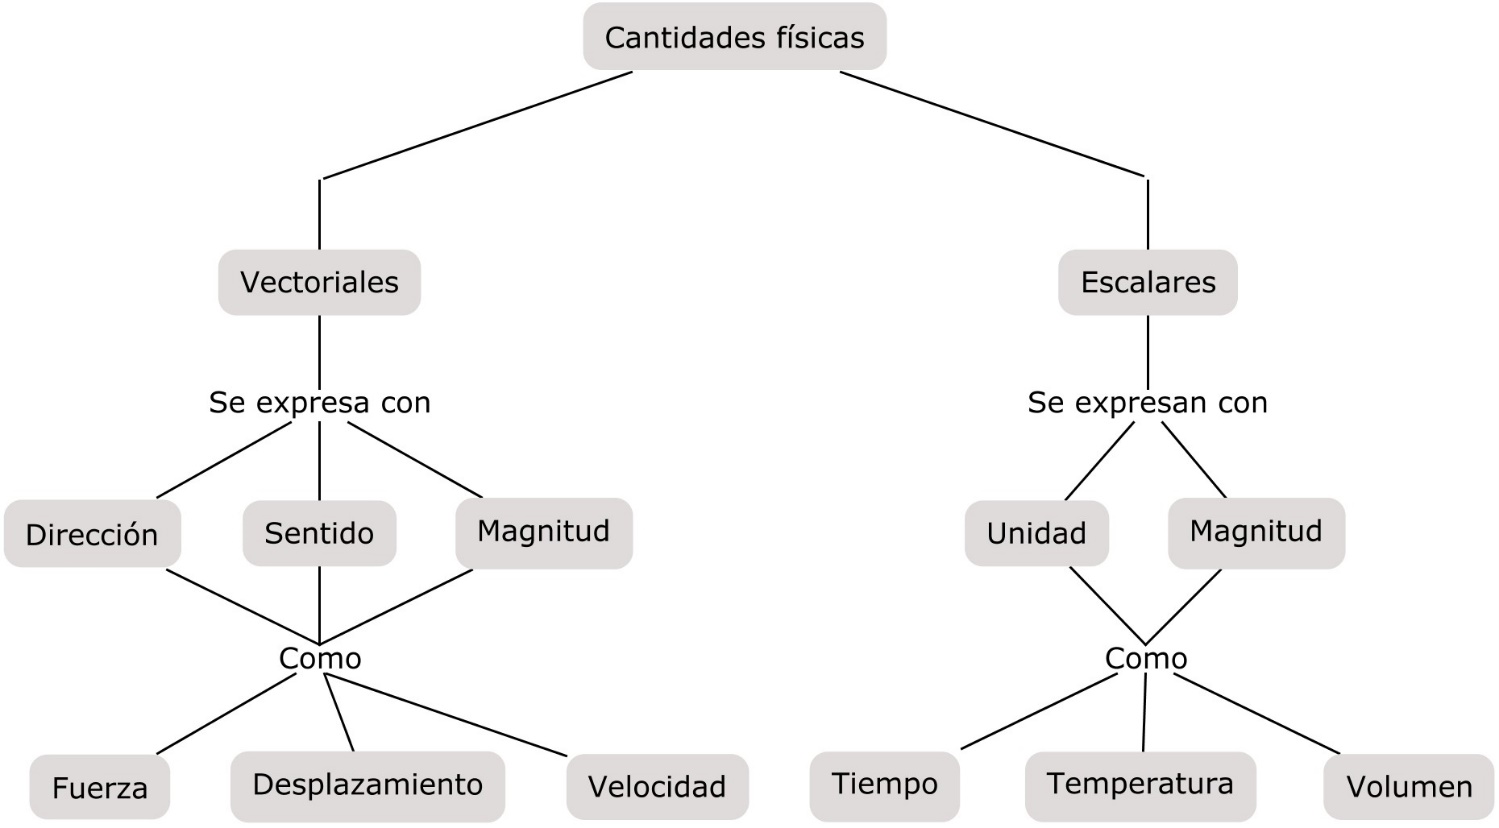 Cantidades físicas
Vectoriales
Escalares
Se expresa con
Se expresan con
Dirección
Sentido
Magnitud
Unidad
Magnitud
Como
Como
Fuerza
Desplazamiento
Velocidad
Tiempo
Temperatura
Volumen